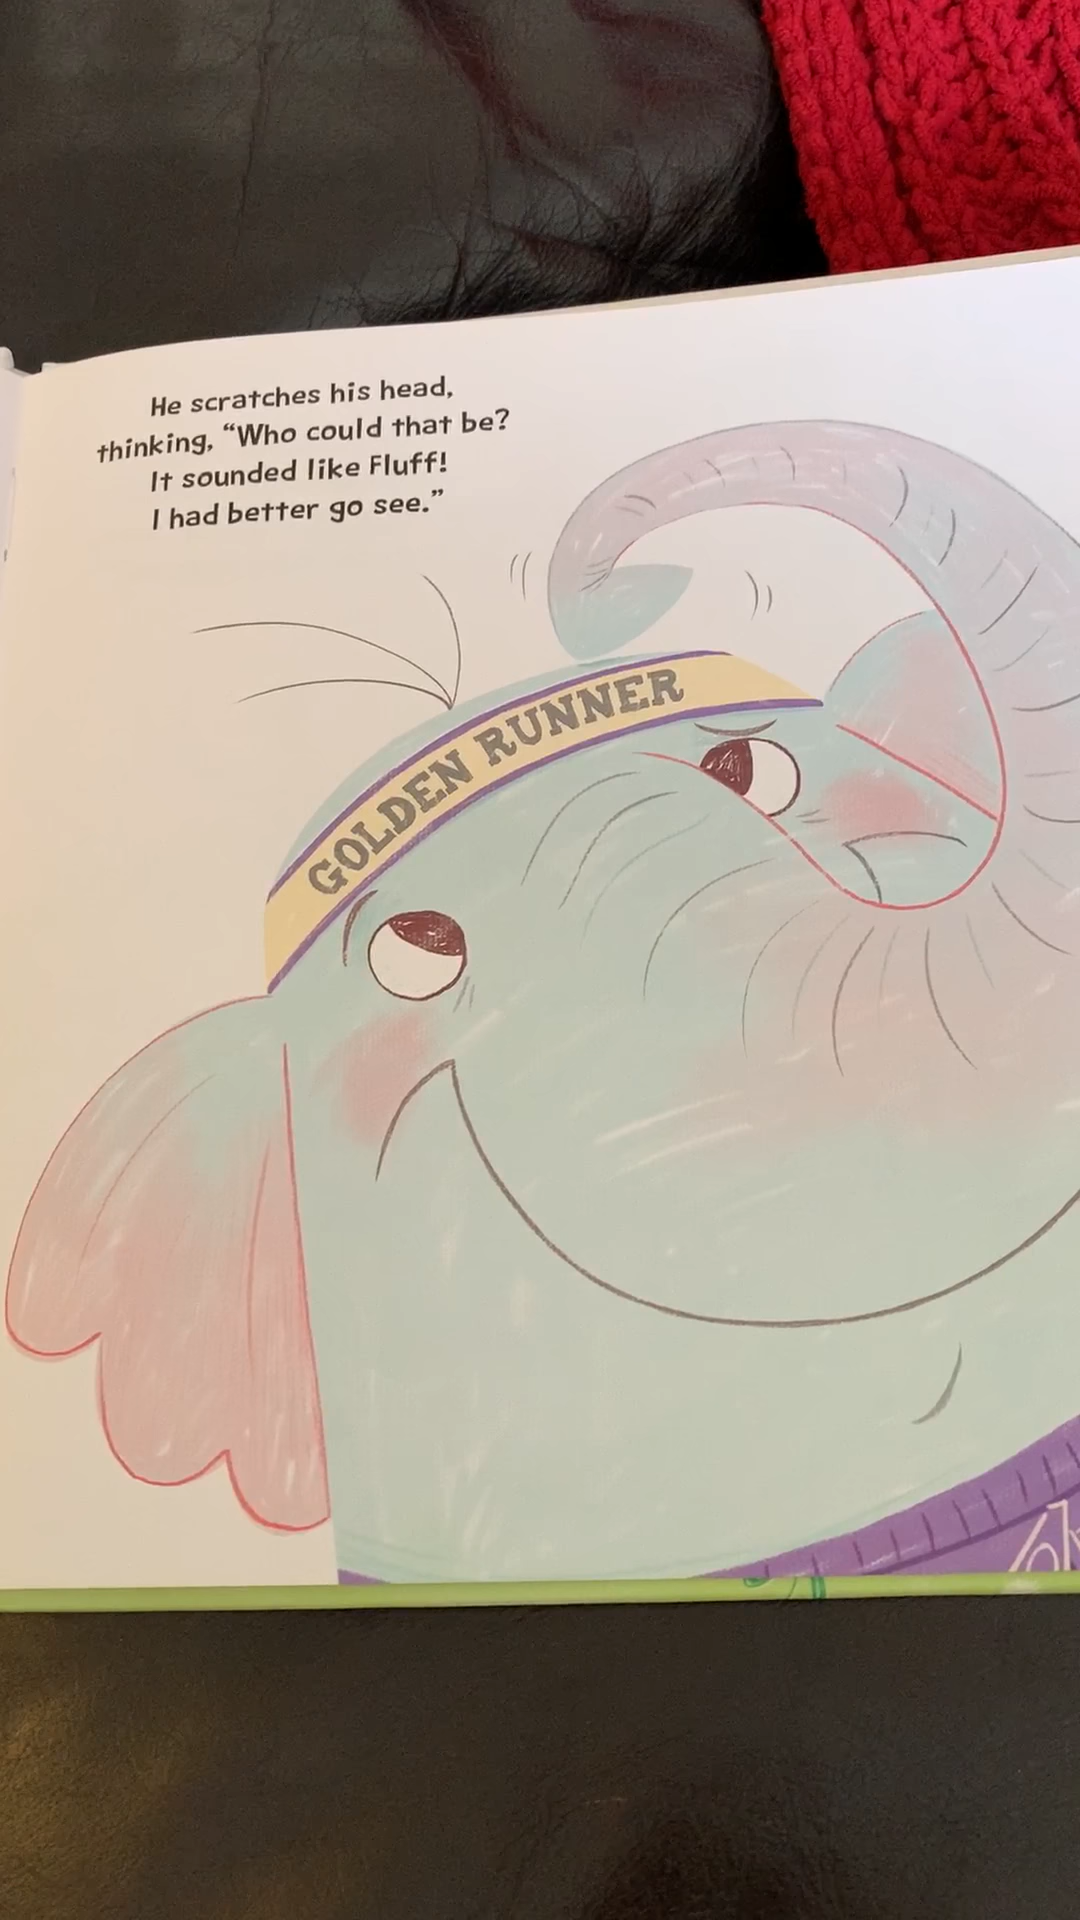 He scratches his head,
thinking, “Who could that be?
It sounded like Fluff!
I had better go see.”
GOLDEN RUNNER